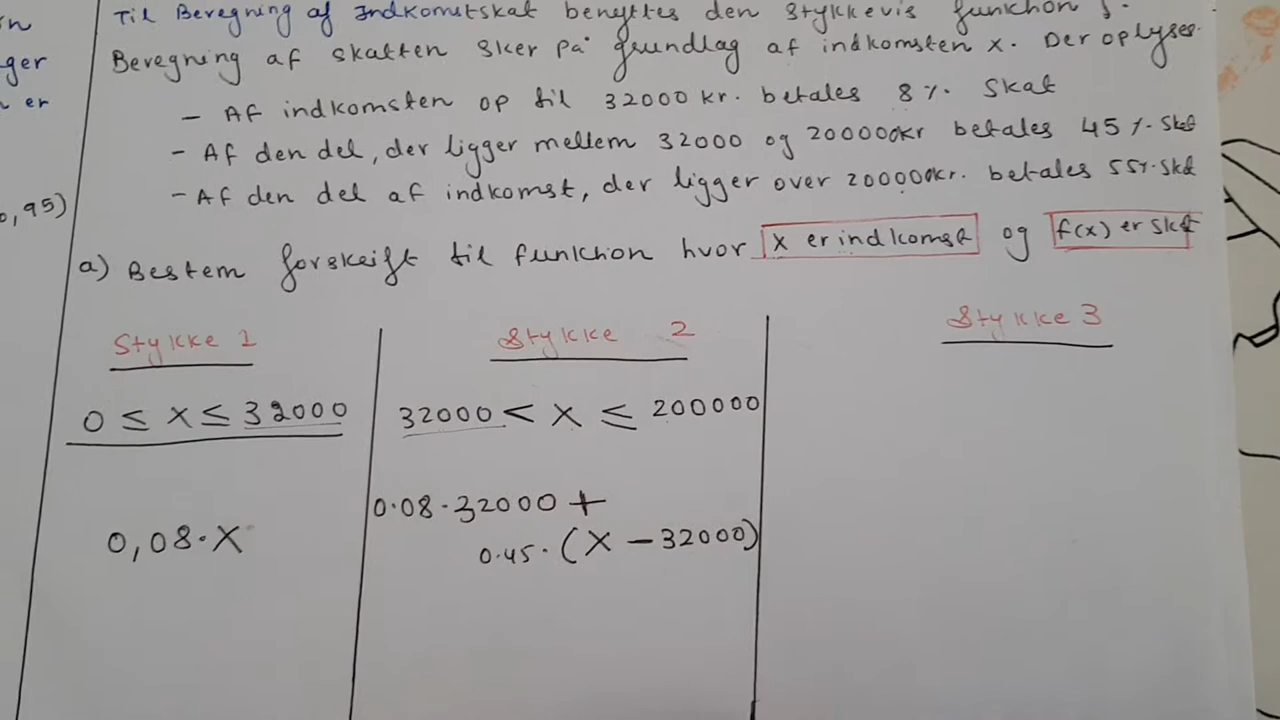 Til Beregning af Indkomstskat benyttes den stykkevis funktion f.
ger
Beregning af skatten sker på grundlag af indkomsten x. Der oplyses.
er
- Af indkomsten op til 32000 kr. betales 8 %. Skat
- Af den del, der ligger mellem 32000 og 200000kr betales 45 %. Skat
- Af den del af indkomst, der ligger over 200000kr. betales 55%. Skat
0,95)
a) Bestem forskrift til funktion hvor x er indkomst og f(x) er skat
Stykke 1
Stykke 2
Stykke 3
0 ≤ x ≤ 32000
32000 < x ≤ 200000
0,08·x
0.08·32000 +
0.45·(x - 32000)